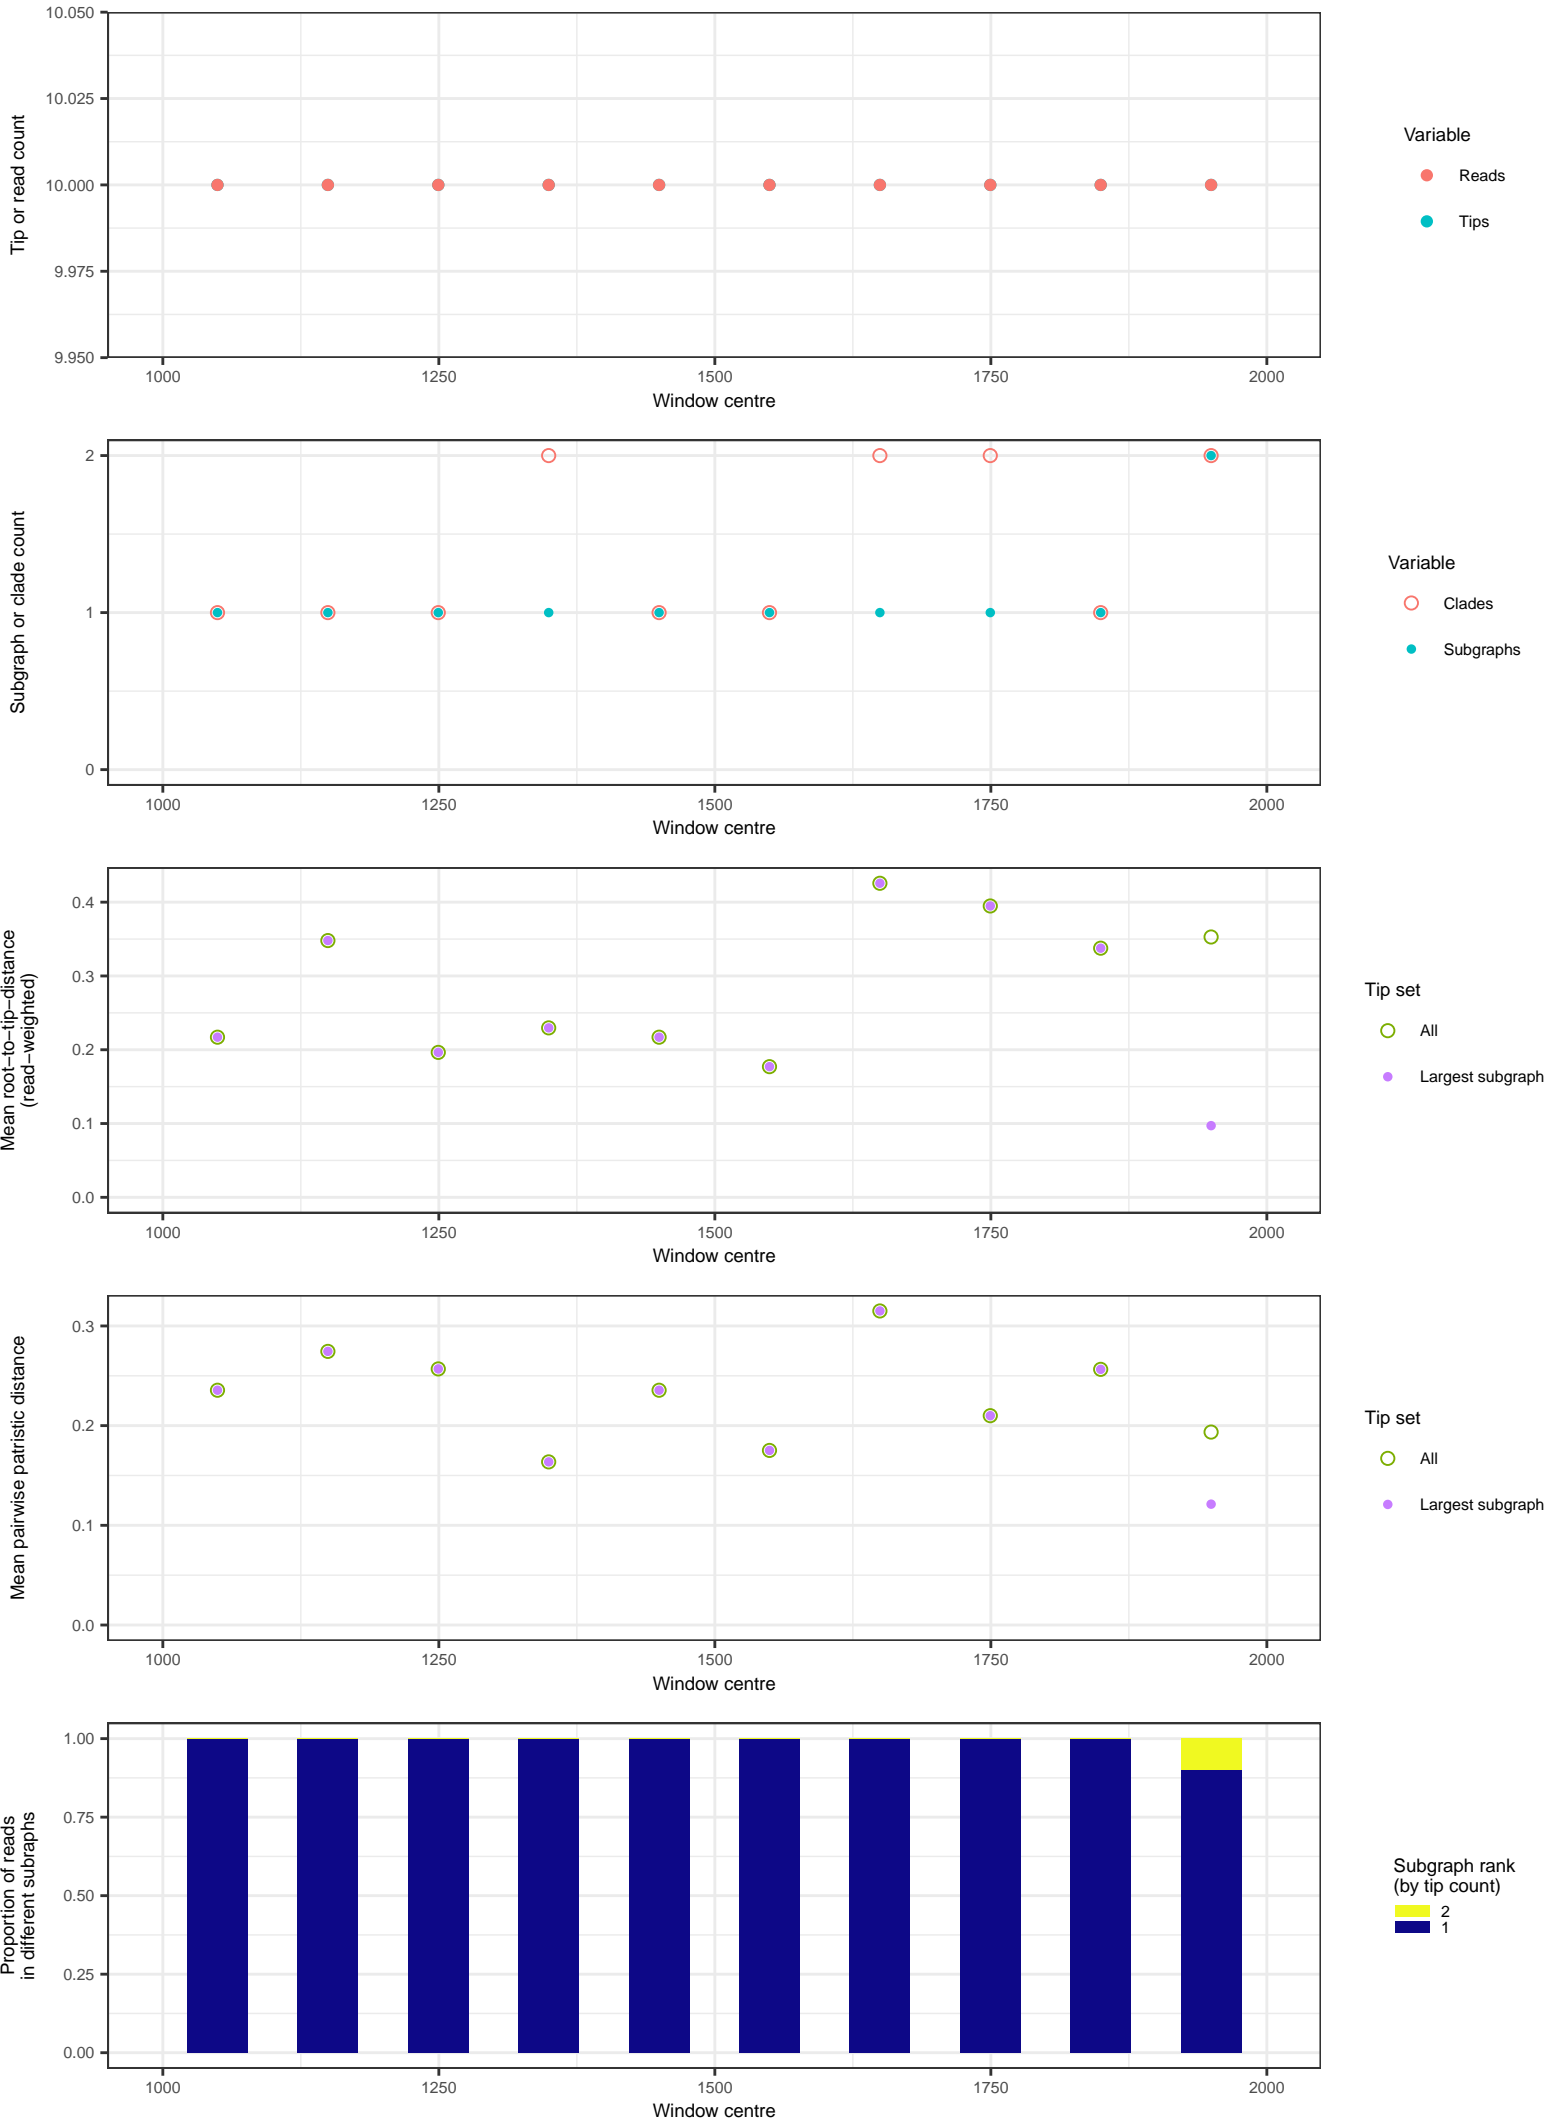 10.050
10.025
10.000
9.975
9.950
Tip or read count
1000 1250 1500 1750 2000
Window centre
Variable
Reads
Tips
2
1
0
Subgraph or clade count
1000 1250 1500 1750 2000
Window centre
Variable
Clades
Subgraphs
0.4
0.3
0.2
0.1
0.0
Mean root−to−tip−distance
(read−weighted)
1000 1250 1500 1750 2000
Window centre
Tip set
All
Largest subgraph
0.3
0.2
0.1
0.0
Mean pairwise patristic distance
1000 1250 1500 1750 2000
Window centre
Tip set
All
Largest subgraph
1.00
0.75
0.50
0.25
0.00
Proportion of reads
in different subraphs
1000 1250 1500 1750 2000
Window centre
Subgraph rank
(by tip count)
2
1